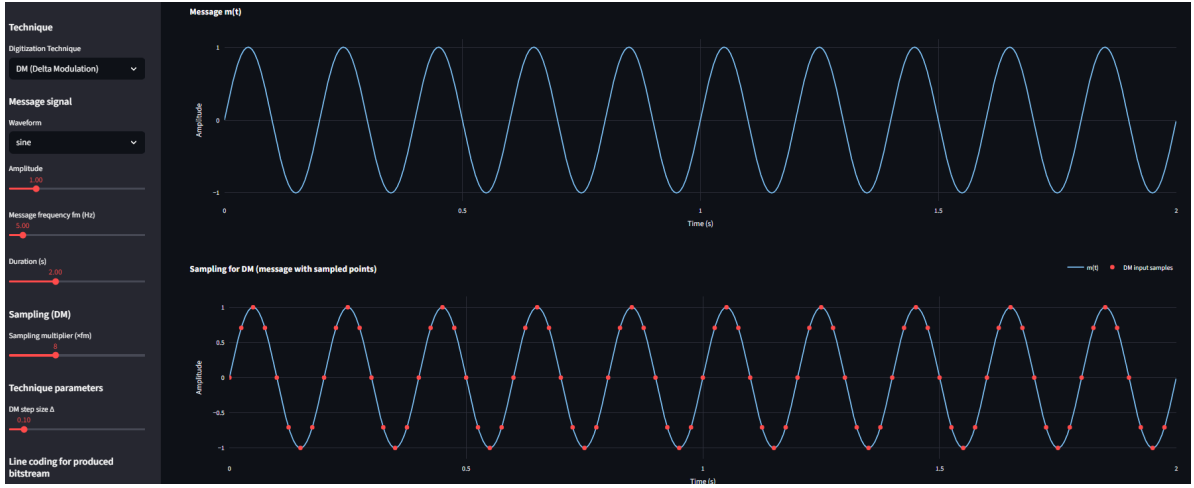 Technique
Digitization Technique
DM (Delta Modulation)
Message signal
Waveform
sine
Amplitude
1.00
Message frequency fm (Hz)
5.00
Duration (s)
2.00
Sampling (DM)
Sampling multiplier (×fm)
8
Technique parameters
DM step size Δ
0.10
Line coding for produced
bitstream
Message m(t)
1
0
−1
Amplitude
0
0.5
1
1.5
2
Time (s)
Sampling for DM (message with sampled points)
m(t)
DM input samples
1
0.5
0
−0.5
−1
Amplitude
0
0.5
1
1.5
2
Time (s)